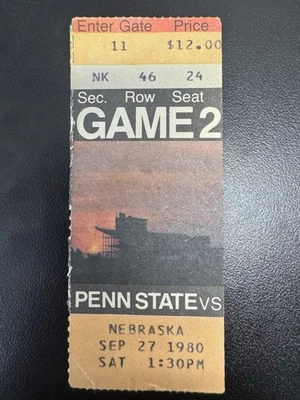 Enter Gate Price
11 $12.00
NK 46 24
Sec. Row Seat
GAME 2
PENN STATE VS
NEBRASKA
SEP 27 1980
SAT 1:30PM